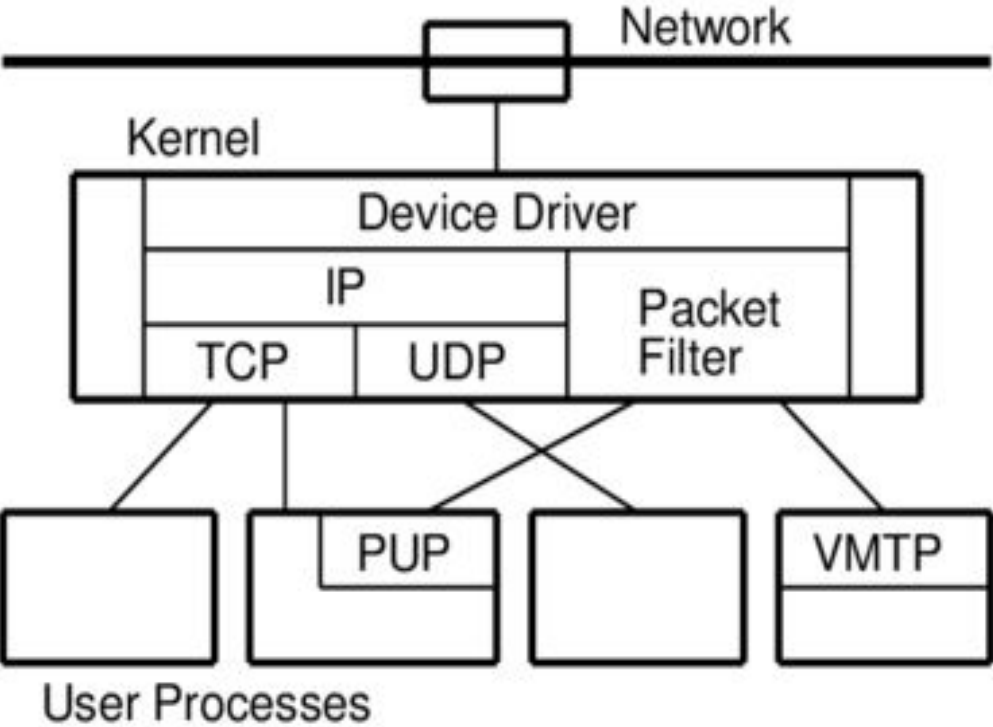 Network
Kernel
Device Driver
IP
Packet
Filter
TCP
UDP
PUP
VMTP
User Processes